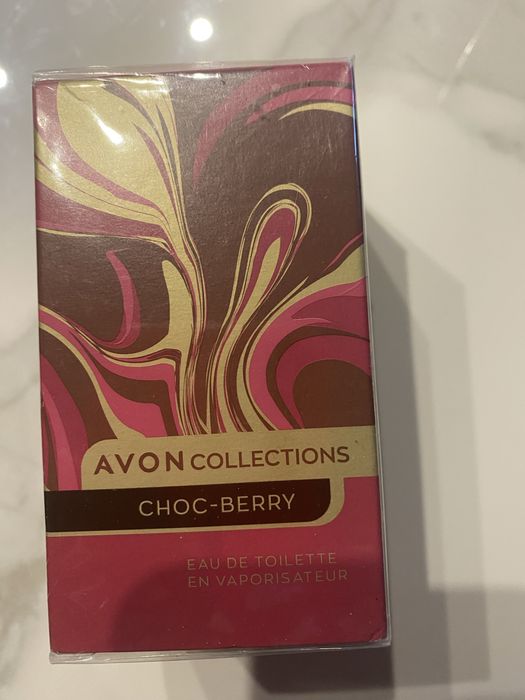 AVON COLLECTIONS
CHOC-BERRY
EAU DE TOILETTE
EN VAPORISATEUR